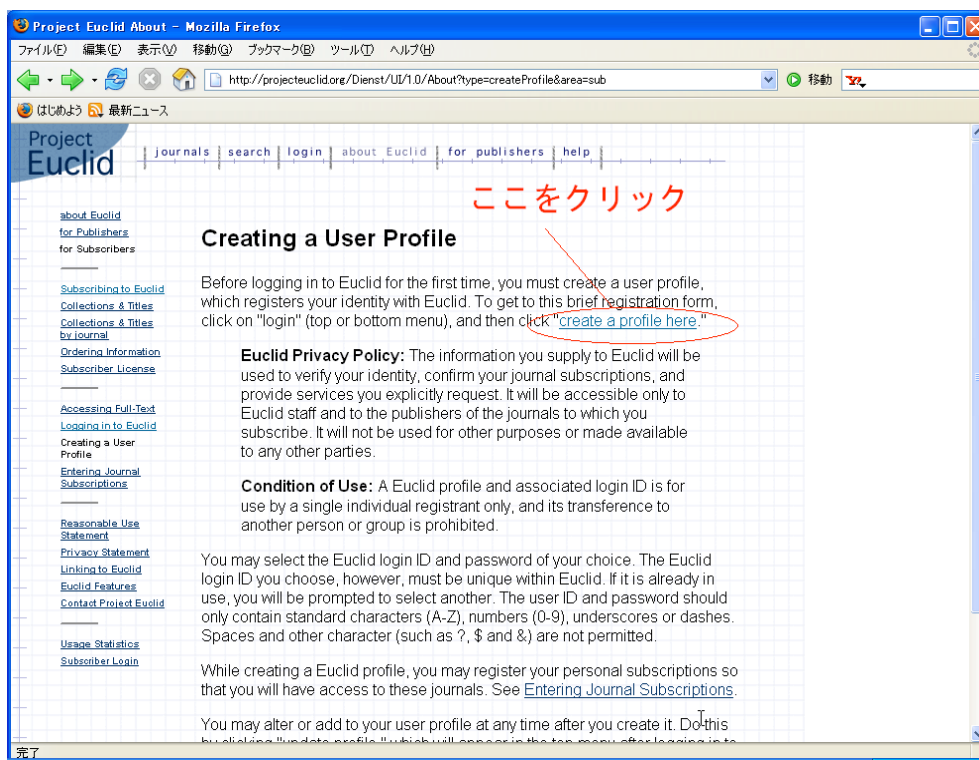 Project Euclid About - Mozilla Firefox
ファイル(F) 編集(E) 表示(V) 移動(G) ブックマーク(B) ツール(T) ヘルプ(H)
http://projecteuclid.org/Dienst/UI/1.0/About?type=createProfile&area=sub 移動
はじめよう 最新ニュース
Project
Euclid
journals search login about Euclid for publishers help
ここをクリック
about Euclid
for Publishers
for Subscribers
Subscribing to Euclid
Collections & Titles
Collections & Titles
by journal
Ordering Information
Subscriber License
Accessing Full-Text
Logging in to Euclid
Creating a User
Profile
Entering Journal
Subscriptions
Reasonable Use
Statement
Privacy Statement
Linking to Euclid
Euclid Features
Contact Project Euclid
Usage Statistics
Subscriber Login
Creating a User Profile
Before logging in to Euclid for the first time, you must create a user profile,
which registers your identity with Euclid. To get to this brief registration form,
click on "login" (top or bottom menu), and then click "create a profile here."
Euclid Privacy Policy: The information you supply to Euclid will be
used to verify your identity, confirm your journal subscriptions, and
provide services you explicitly request. It will be accessible only to
Euclid staff and to the publishers of the journals to which you
subscribe. It will not be used for other purposes or made available
to any other parties.
Condition of Use: A Euclid profile and associated login ID is for
use by a single individual registrant only, and its transference to
another person or group is prohibited.
You may select the Euclid login ID and password of your choice. The Euclid
login ID you choose, however, must be unique within Euclid. If it is already in
use, you will be prompted to select another. The user ID and password should
only contain standard characters (A-Z), numbers (0-9), underscores or dashes.
Spaces and other character (such as ?, $ and &) are not permitted.
While creating a Euclid profile, you may register your personal subscriptions so
that you will have access to these journals. See Entering Journal Subscriptions.
You may alter or add to your user profile at any time after you create it. Do this
by clicking "update profile," which will appear in the top menu after logging in to
完了